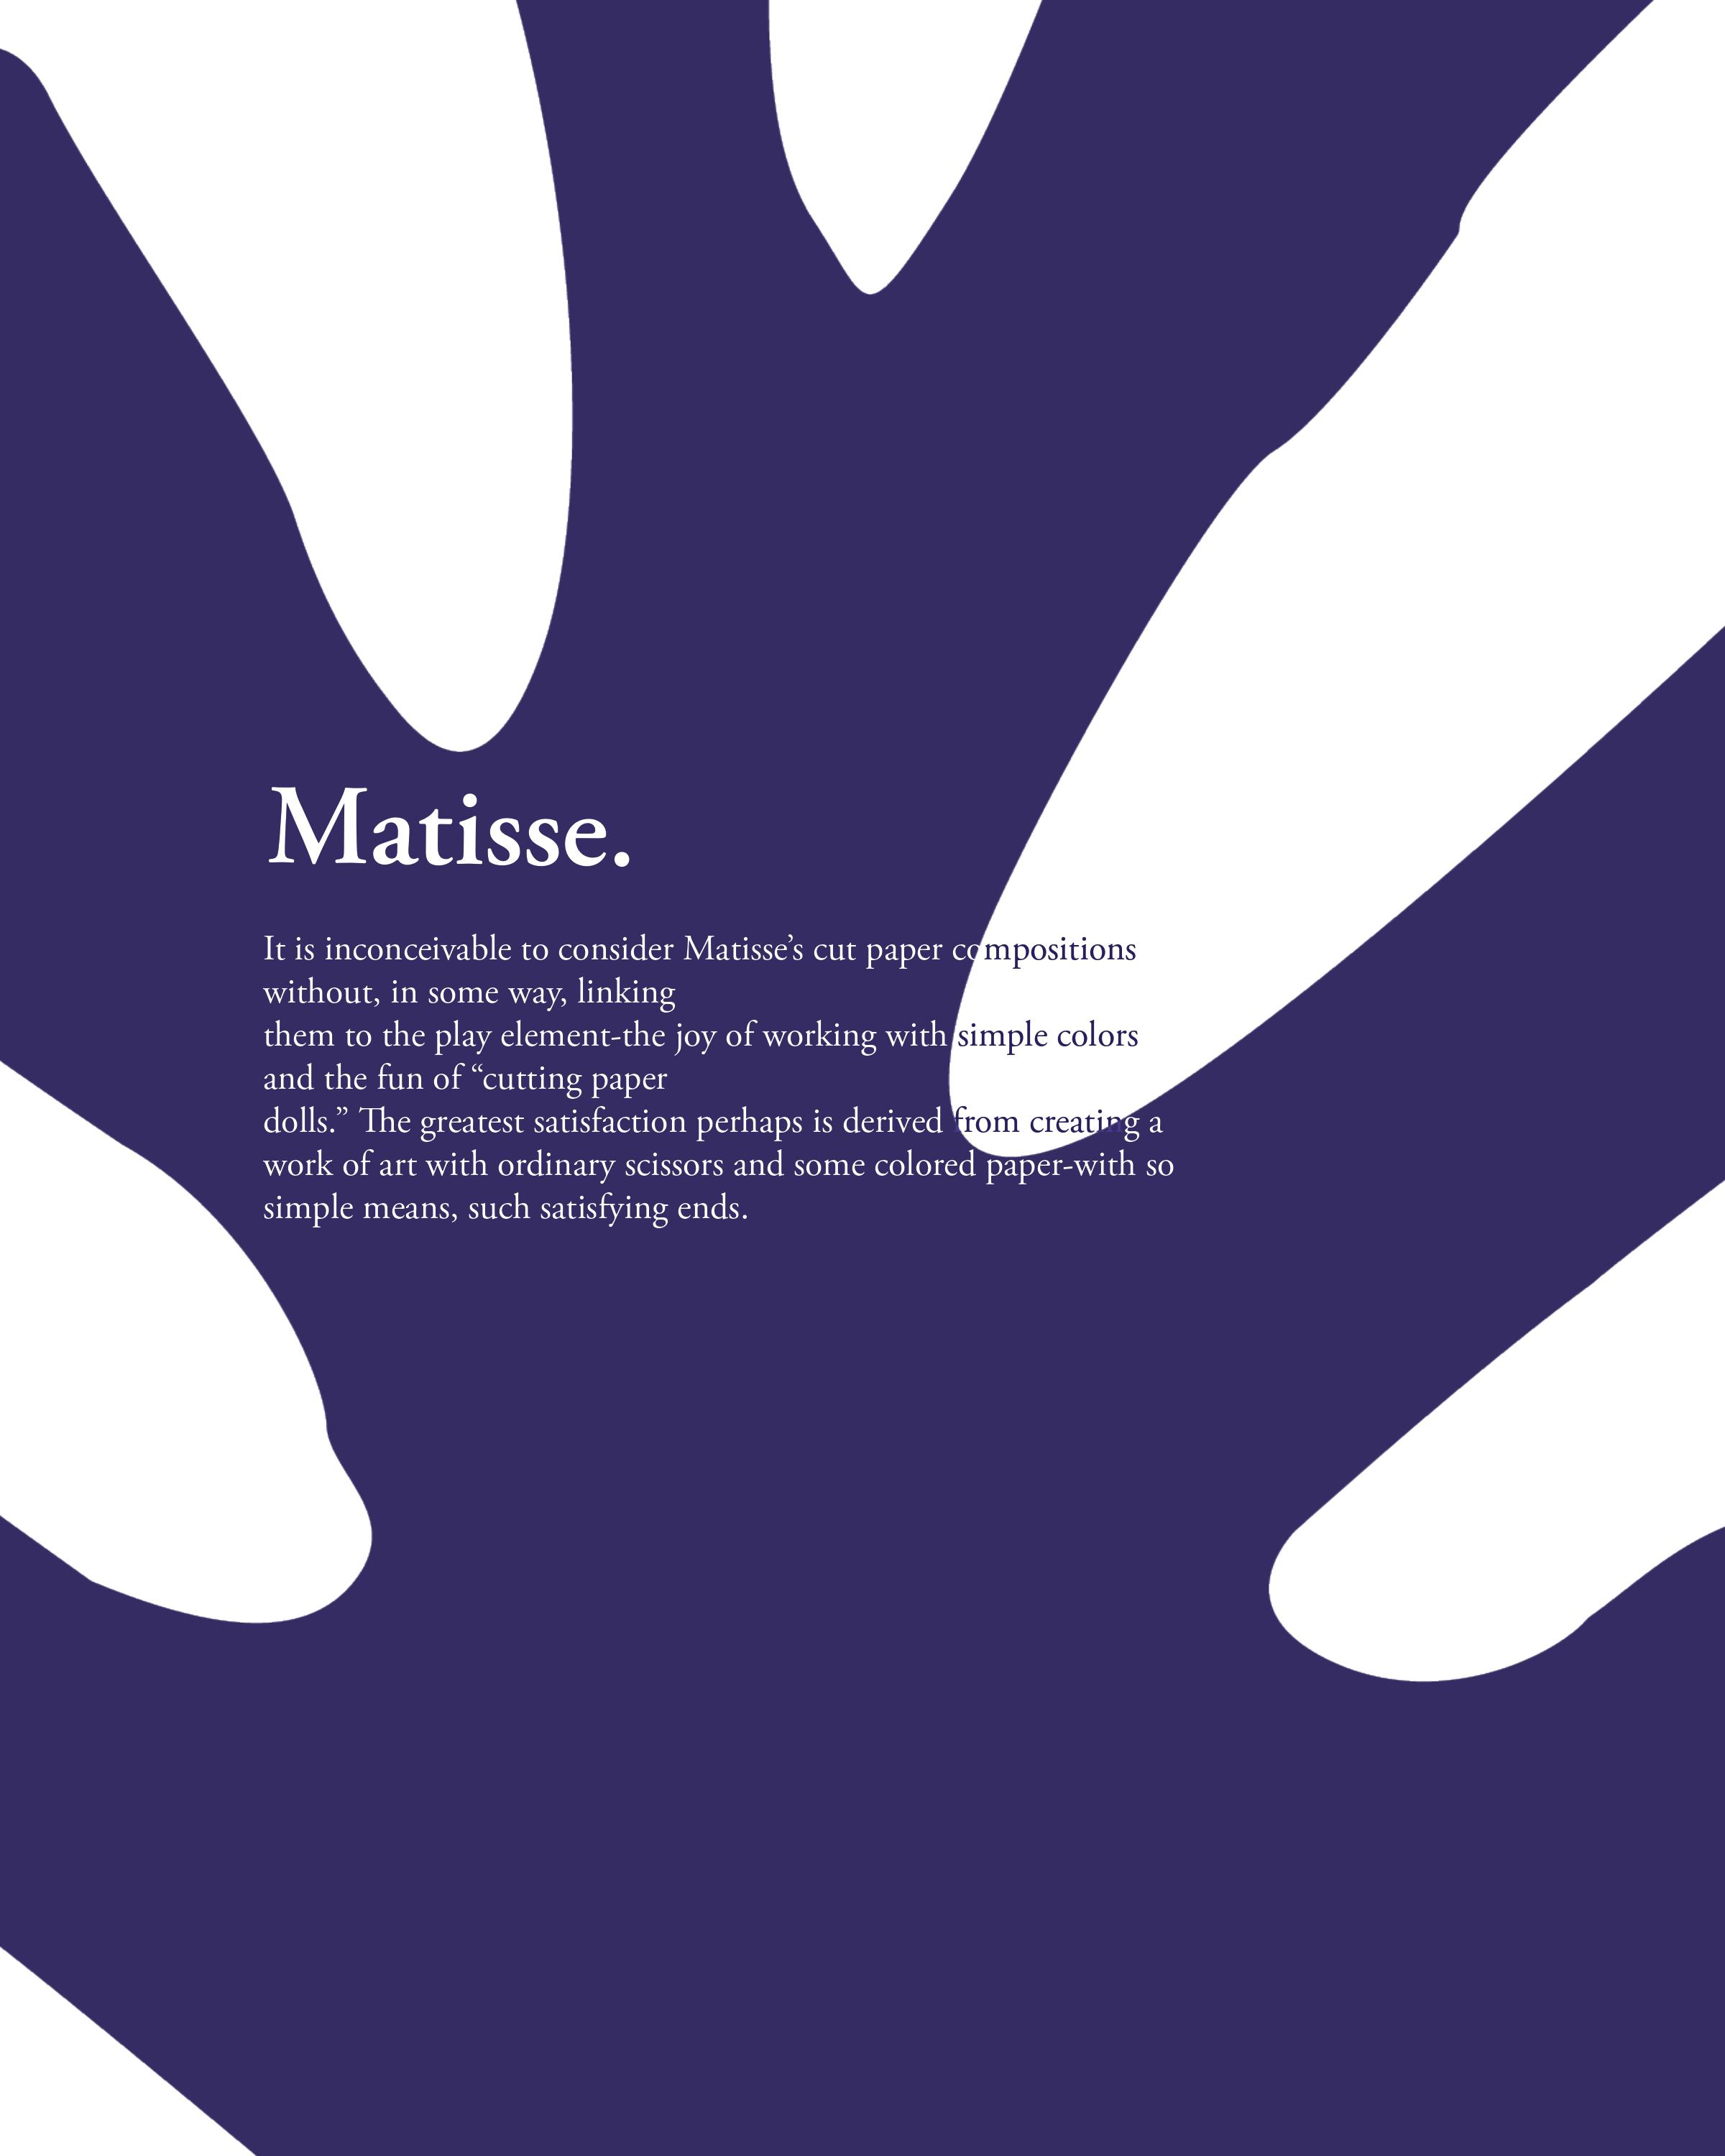 Matisse.
It is inconceivable to consider Matisse’s cut paper compositions
without, in some way, linking
them to the play element-the joy of working with simple colors
and the fun of “cutting paper
dolls.” The greatest satisfaction perhaps is derived from creating a
work of art with ordinary scissors and some colored paper-with so
simple means, such satisfying ends.